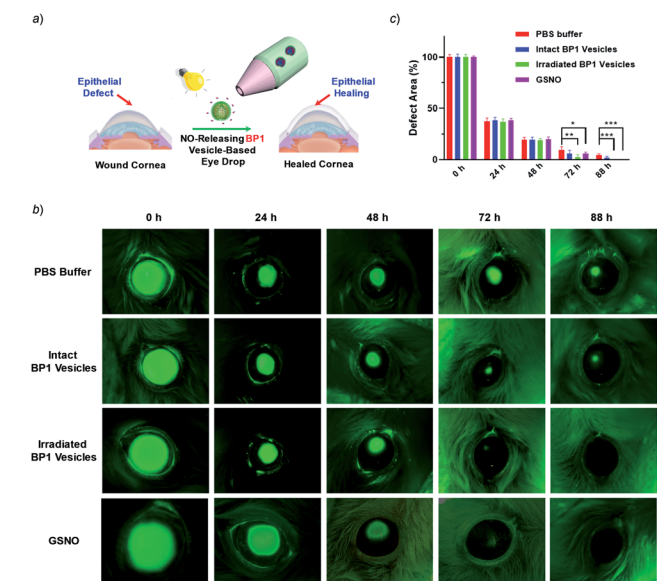 a)
Epithelial
Defect
Epithelial
Healing
NO-Releasing BP1
Vesicle-Based
Eye Drop
Wound Cornea
Healed Cornea
c)
PBS buffer
Intact BP1 Vesicles
Irradiated BP1 Vesicles
GSNO
Defect Area (%)
100
50
0
* 
**
***
***
0 h
24 h
48 h
72 h
88 h
b)
0 h
24 h
48 h
72 h
88 h
PBS Buffer
Intact
BP1 Vesicles
Irradiated
BP1 Vesicles
GSNO